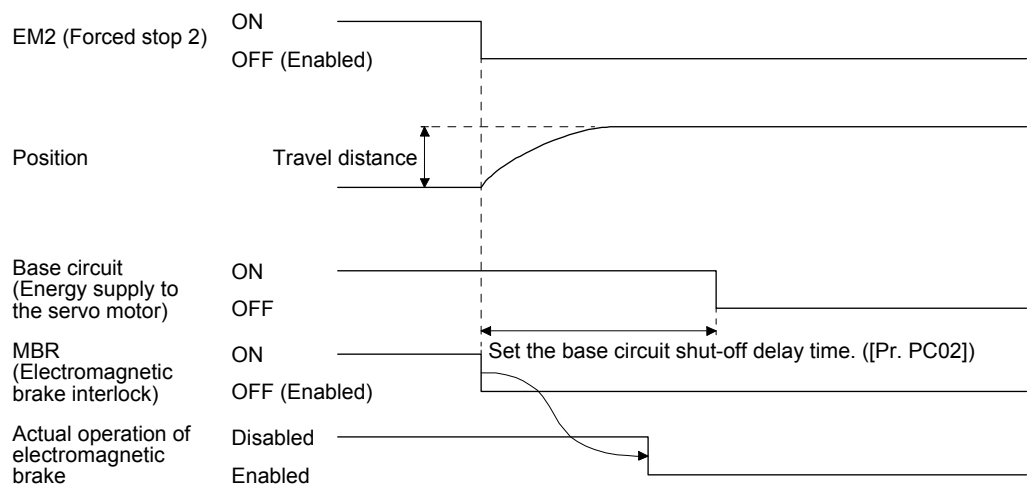 EM2 (Forced stop 2)
ON
OFF (Enabled)
Position
Travel distance
Base circuit
(Energy supply to
the servo motor)
ON
OFF
Set the base circuit shut-off delay time. ([Pr. PC02])
MBR
(Electromagnetic
brake interlock)
ON
OFF (Enabled)
Actual operation of
electromagnetic
brake
Disabled
Enabled